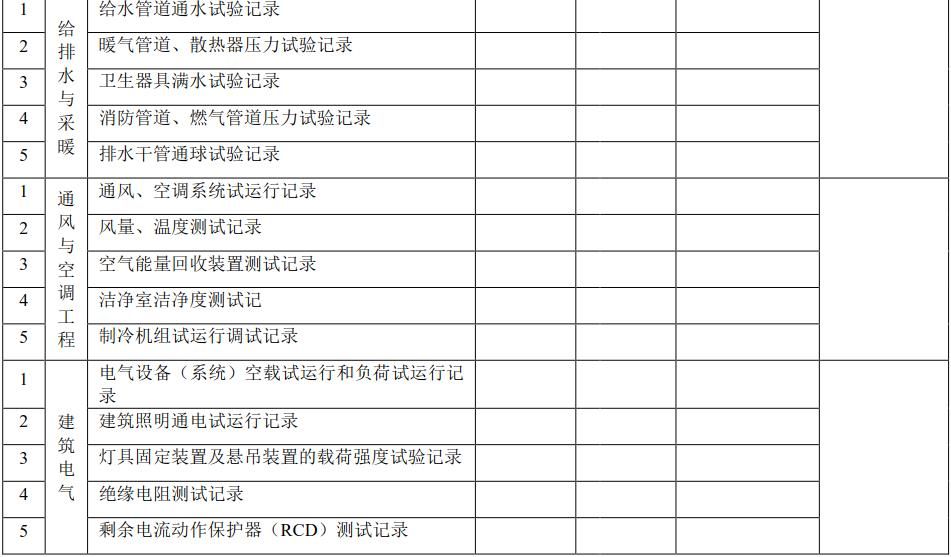 给排水与采暖
1 给水管道通水试验记录
2 暖气管道、散热器压力试验记录
3 卫生器具满水试验记录
4 消防管道、燃气管道压力试验记录
5 排水干管通球试验记录
通风与空调工程
1 通风、空调系统试运行记录
2 风量、温度测试记录
3 空气能量回收装置测试记录
4 洁净室洁净度测试记
5 制冷机组试运行调试记录
建筑电气
1 电气设备（系统）空载试运行和负荷试运行记
录
2 建筑照明通电试运行记录
3 灯具固定装置及悬吊装置的载荷强度试验记录
4 绝缘电阻测试记录
5 剩余电流动作保护器（RCD）测试记录